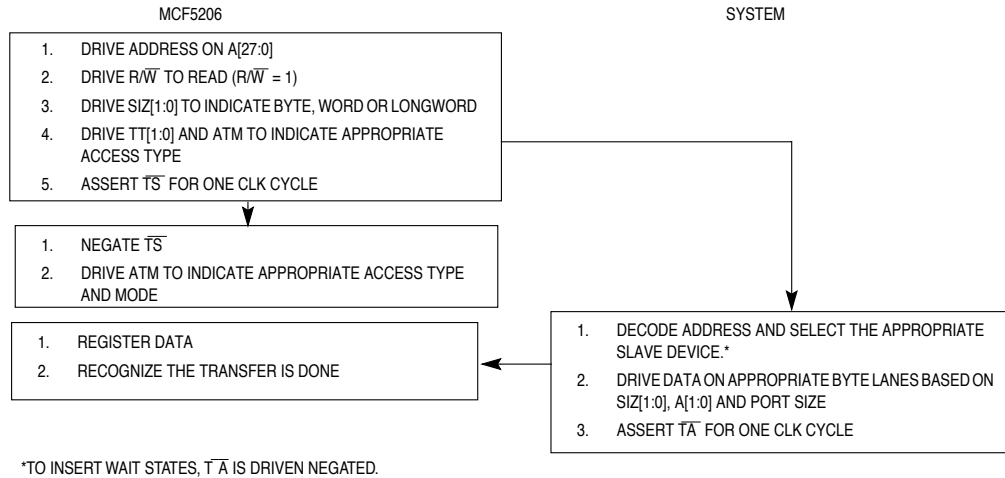 MCF5206
SYSTEM
1. DRIVE ADDRESS ON A[27:0]
2. DRIVE R/W̅ TO READ (R/W̅ = 1)
3. DRIVE SIZ[1:0] TO INDICATE BYTE, WORD OR LONGWORD
4. DRIVE TT[1:0] AND ATM TO INDICATE APPROPRIATE
ACCESS TYPE
5. ASSERT T̅S̅ FOR ONE CLK CYCLE
1. NEGATE T̅S̅
2. DRIVE ATM TO INDICATE APPROPRIATE ACCESS TYPE
AND MODE
1. DECODE ADDRESS AND SELECT THE APPROPRIATE
SLAVE DEVICE.*
2. DRIVE DATA ON APPROPRIATE BYTE LANES BASED ON
SIZ[1:0], A[1:0] AND PORT SIZE
3. ASSERT T̅A̅ FOR ONE CLK CYCLE
1. REGISTER DATA
2. RECOGNIZE THE TRANSFER IS DONE
*TO INSERT WAIT STATES, T̅ A̅ IS DRIVEN NEGATED.